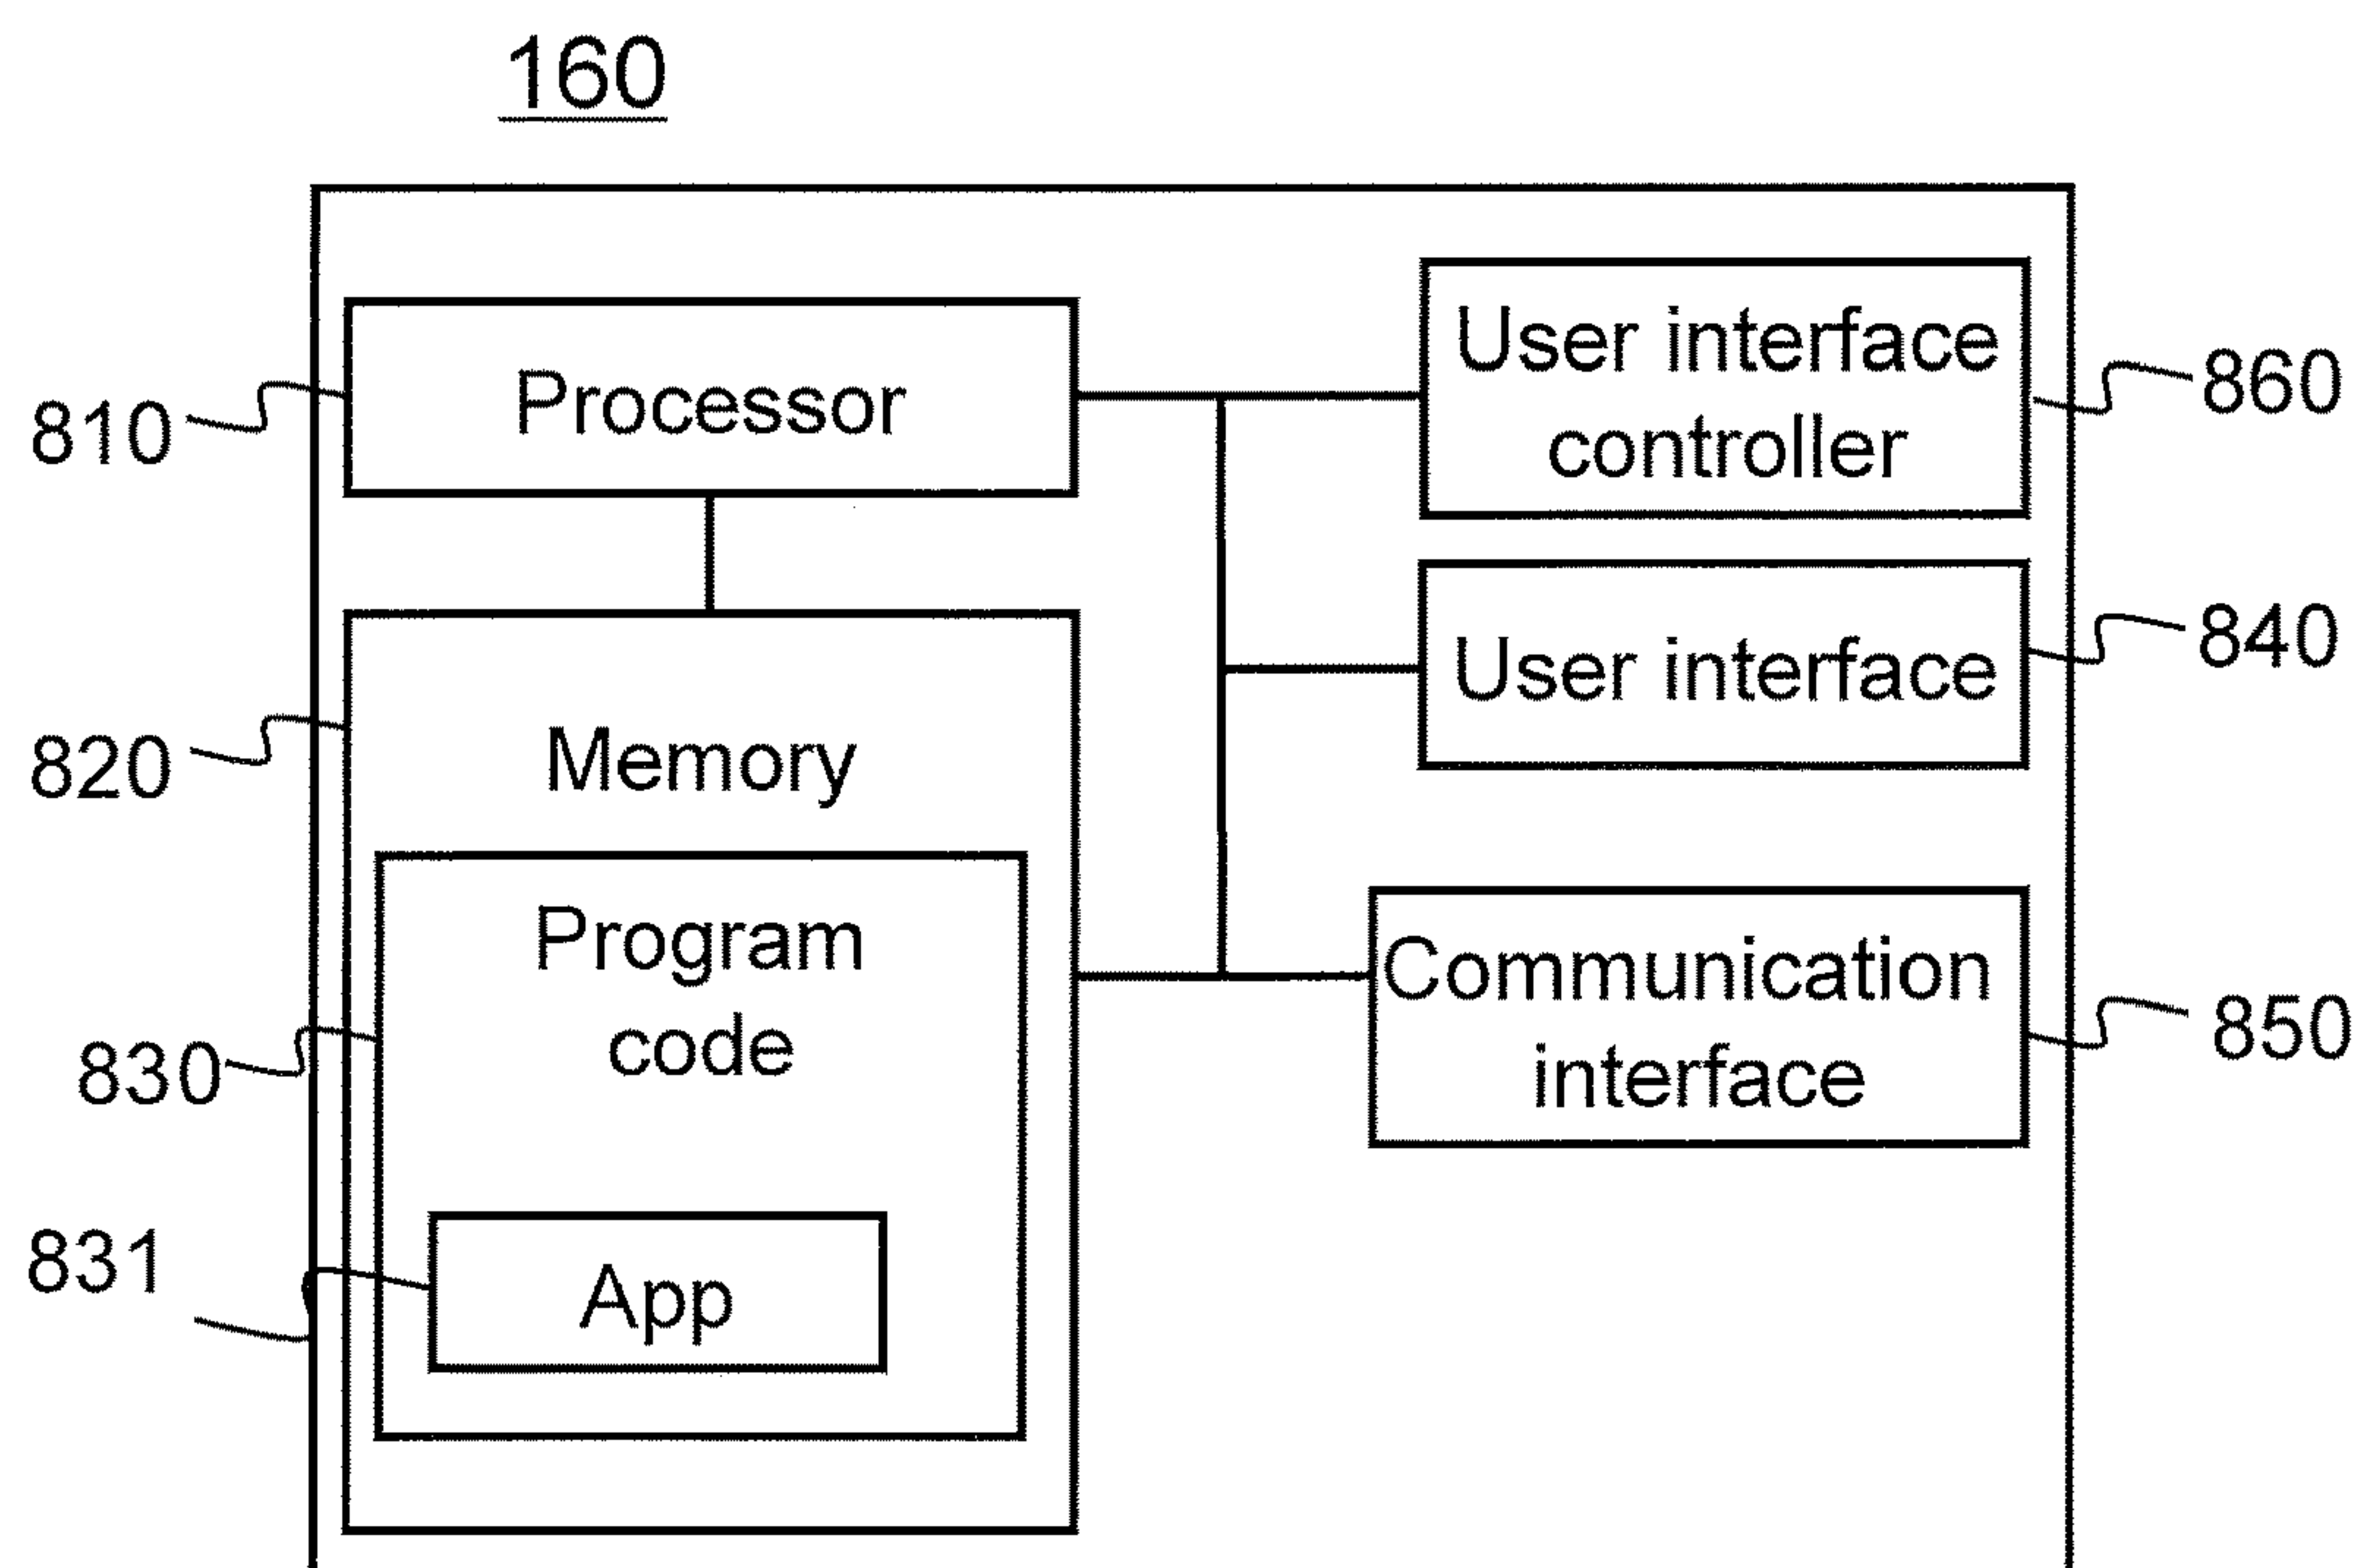 160
810
Processor
User interface
controller
860
820
Memory
User interface
840
830
Program
code
Communication
interface
850
831
App